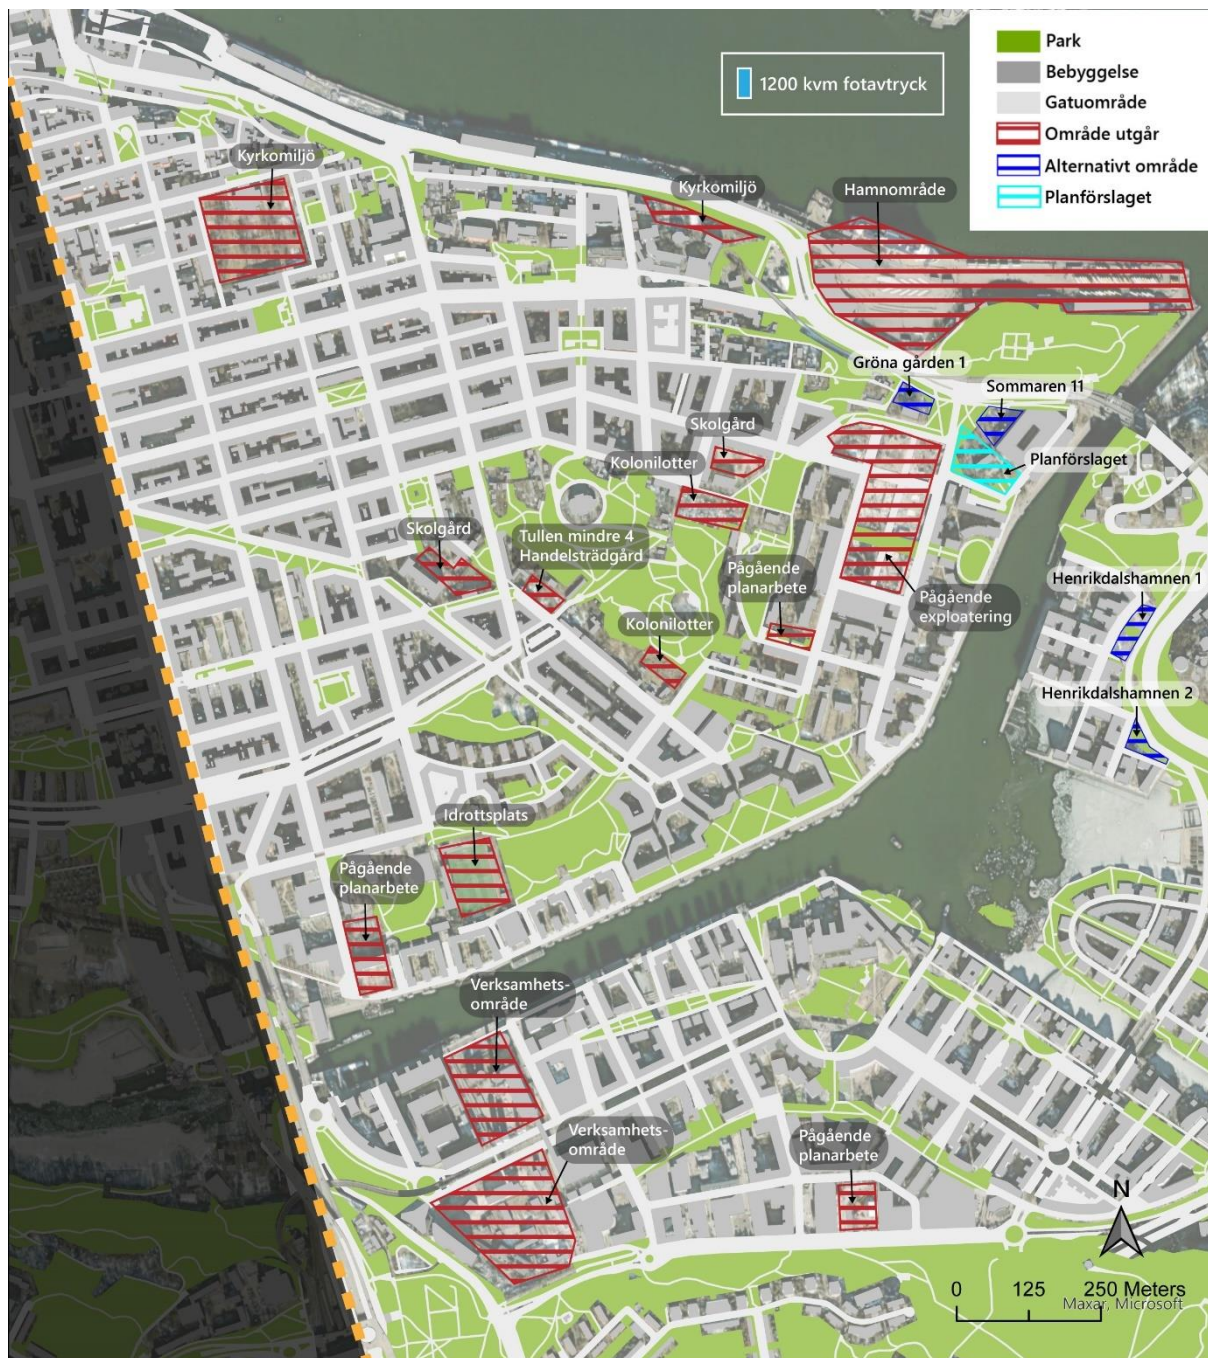 Park
Bebyggelse
Gatuområde
Område utgår
Alternativt område
Planförslaget
1200 kvm fotavtryck
Kyrkomiljö
Kyrkomiljö
Hamnområde
Gröna gården 1
Sommaren 11
Skolgård
Kolonilotter
Planförslaget
Skolgård
Tullen mindre 4
Handelsträdgård
Pågående
planarbete
Pågående
exploatering
Henrikdalshamnen 1
Kolonilotter
Henrikdalshamnen 2
Idrottsplats
Pågående
planarbete
Verksamhets-
område
Verksamhets-
område
Pågående
planarbete
N
0 125 250 Meters
Maxar, Microsoft